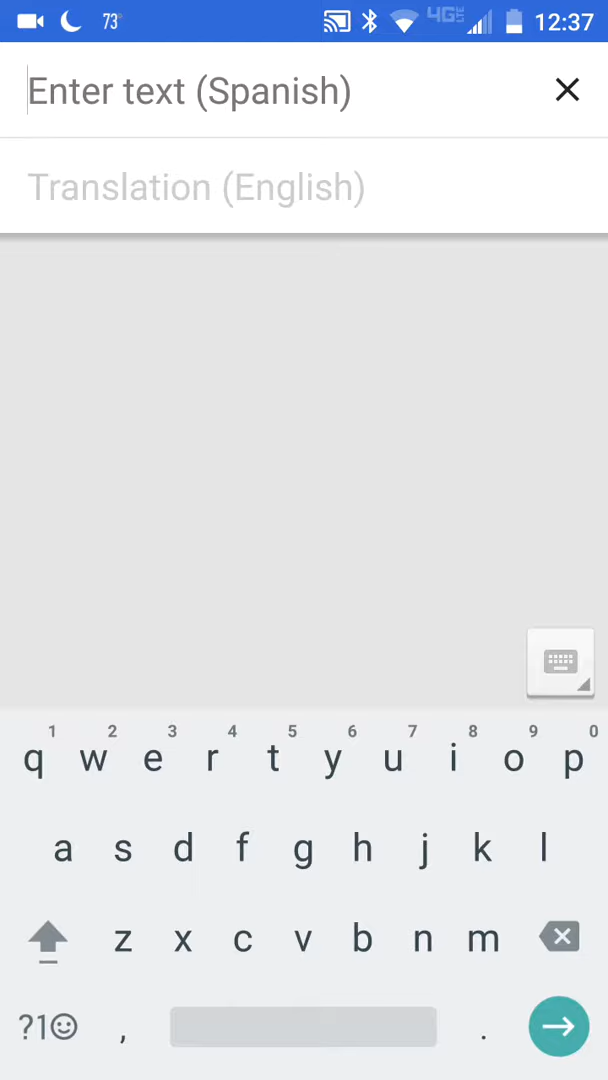 73° 4G LTE 12:37
Enter text (Spanish)
Translation (English)
1 2 3 4 5 6 7 8 9 0
q w e r t y u i o p
a s d f g h j k l
z x c v b n m
?1 , .